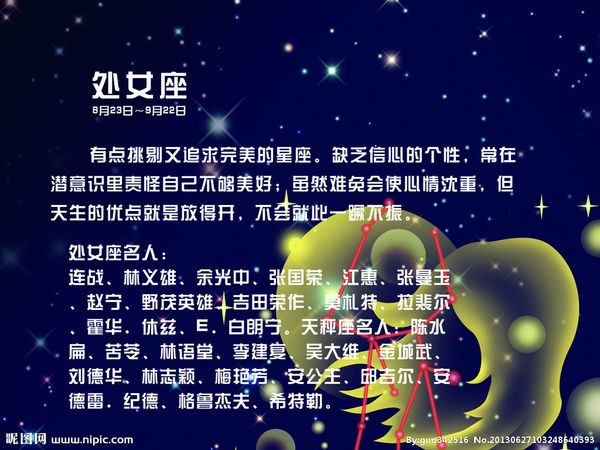 处女座
8月23日～9月22日
有点挑剔又追求完美的星座。缺乏信心的个性，常在
潜意识里责怪自己不够美好；虽然难免会使心情沈重，但
天生的优点就是放得开，不会就此一蹶不振。
处女座名人：
连战、林义雄、余光中、张国荣、江惠、张曼玉
、赵宁、野茂英雄、吉田荣作、莫札特、拉裴尔
、霍华．休兹、E．白朗宁。天秤座名人：陈水
扁、苦苓、林语堂、李建复、吴大维、金城武、
刘德华、林志颖、梅艳芳、安公主、邱吉尔、安
德雷．纪德、格鲁杰夫、希特勒。
昵图网 www.nipic.com
By:guo342516 No.20130627103248640393